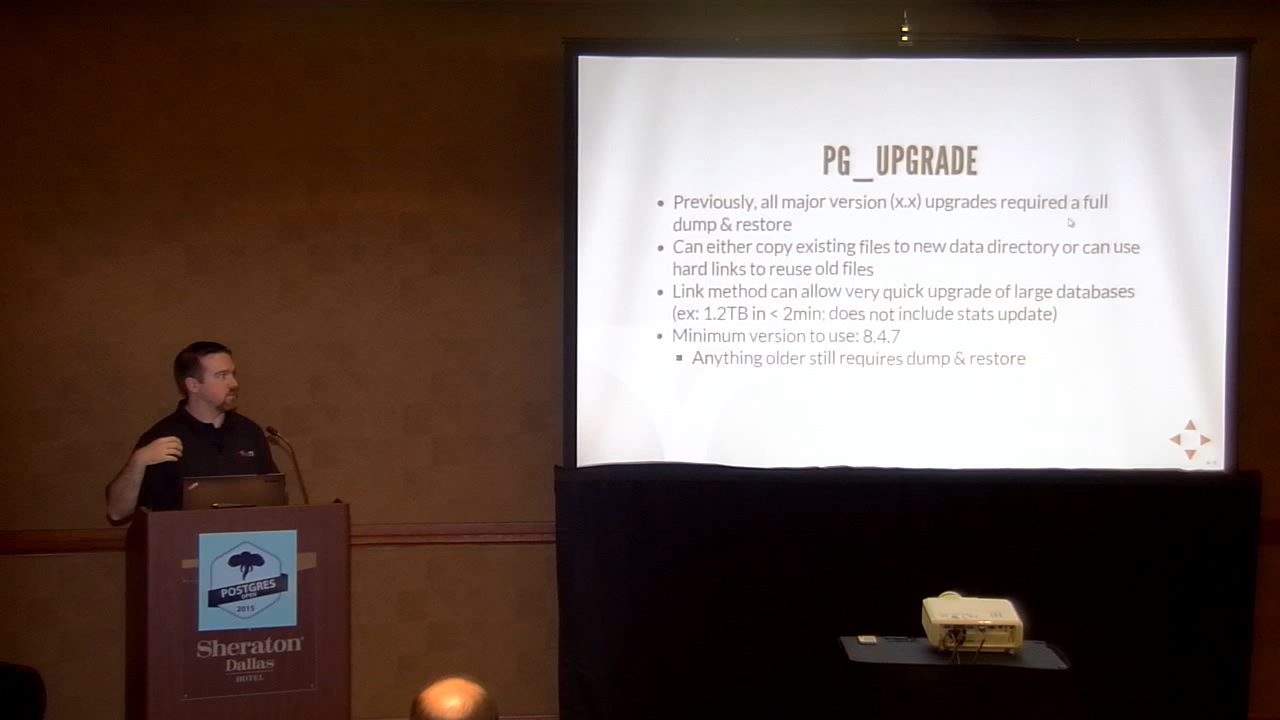 PG_UPGRADE
• Previously, all major version (x.x) upgrades required a full
dump & restore
• Can either copy existing files to new data directory or can use
hard links to reuse old files
• Link method can allow very quick upgrade of large databases
(ex: 1.2TB in < 2min; does not include stats update)
• Minimum version to use: 8.4.7
▪ Anything older still requires dump & restore
POSTGRES
OPEN
2015
Sheraton
Dallas
HOTEL